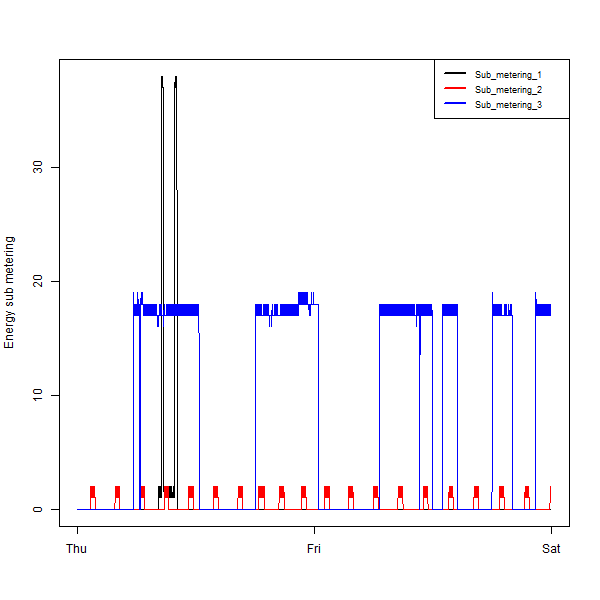 Sub_metering_1
Sub_metering_2
Sub_metering_3
Energy sub metering
30
20
10
0
Thu
Fri
Sat